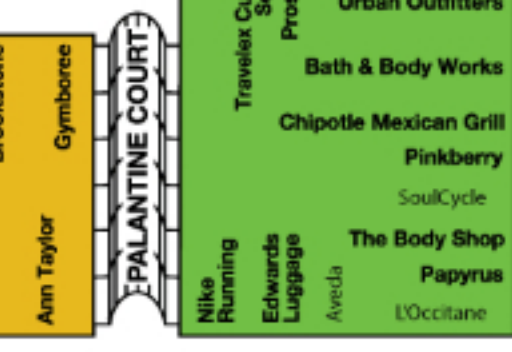 Gymboree
Ann Taylor
PALANTINE COURT
Travelex
Urban Outfitters
Bath & Body Works
Chipotle Mexican Grill
Pinkberry
SoulCycle
The Body Shop
Papyrus
L'Occitane
Nike
Running
Edwards
Luggage
Aveda